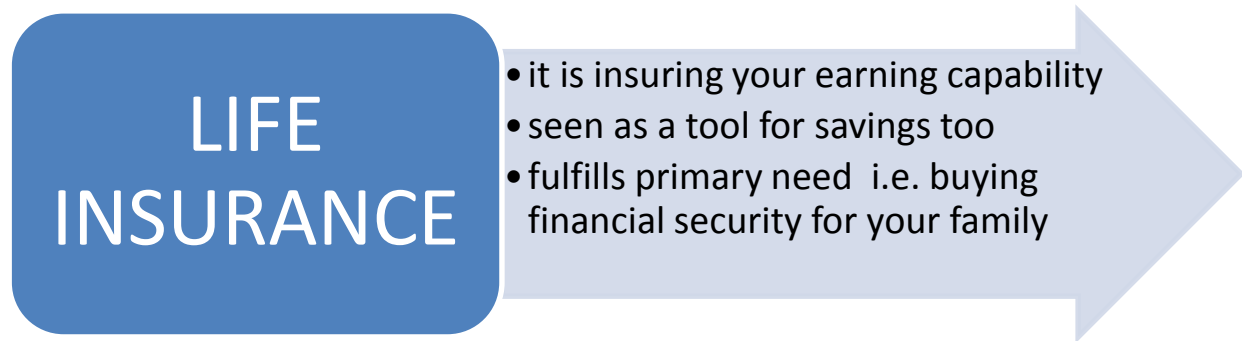 LIFE
INSURANCE
•it is insuring your earning capability
•seen as a tool for savings too
•fulfills primary need  i.e. buying
financial security for your family